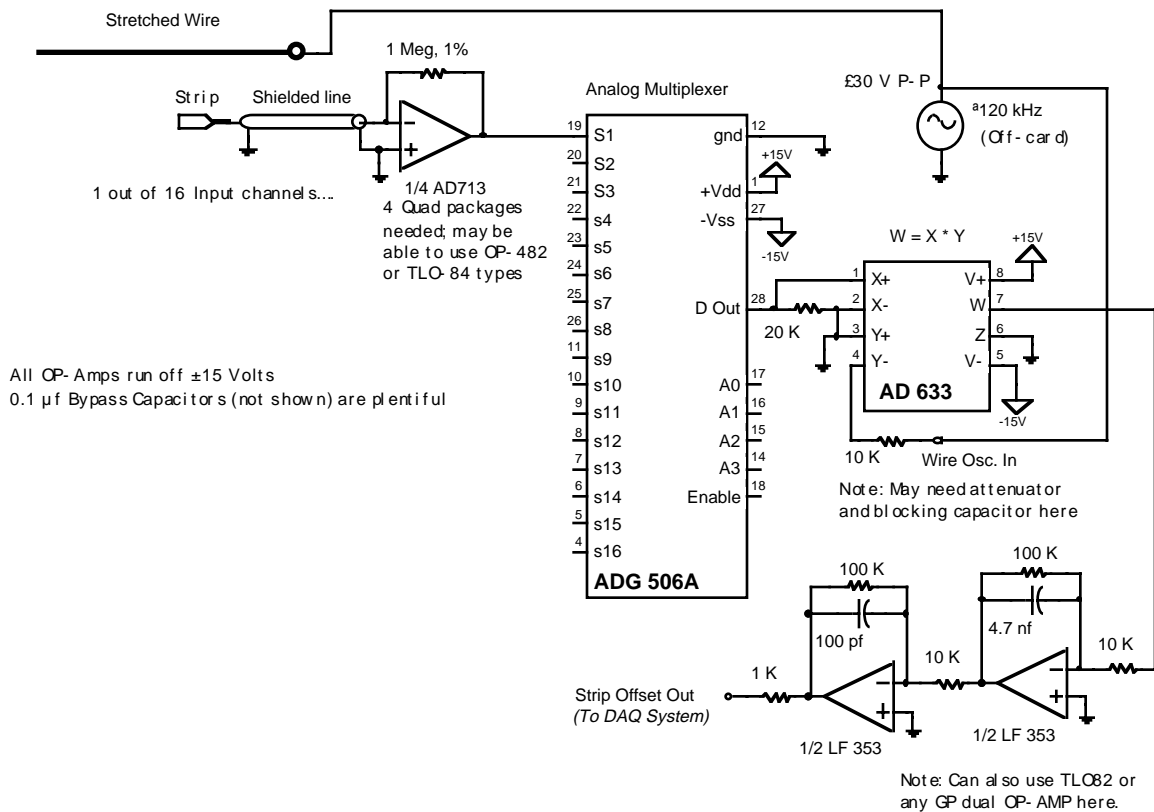 Stretched Wire
1 Meg, 1%
£30 V P-P
Strip
Shielded line
Analog Multiplexer
ª120 kHz
(Off-card)
1 out of 16 Input channels....
1/4 AD713
4 Quad packages
needed; may be
able to use OP-482
or TLO-84 types
19 S1
20 S2
21 S3
22 s4
23 s5
24 s6
25 s7
26 s8
11 s9
10 s10
9 s11
8 s12
7 s13
6 s14
5 s15
4 s16
gnd 12
+15V
+Vdd 1
-Vss 27
-15V
D Out 28
20 K
A0 17
A1 16
A2 15
A3 14
Enable 18
ADG 506A
W = X * Y
+15V
1 X+
2 X-
3 Y+
4 Y-
V+ 8
W 7
Z 6
V- 5
AD 633
-15V
10 K
Wire Osc. In
Note: May need attenuator
and blocking capacitor here
All OP-Amps run off ±15 Volts
0.1 µf Bypass Capacitors (not shown) are plentiful
100 K
100 pf
100 K
4.7 nf
10 K
10 K
1 K
Strip Offset Out
(To DAQ System)
1/2 LF 353
1/2 LF 353
Note: Can also use TLO82 or
any GP dual OP-AMP here.